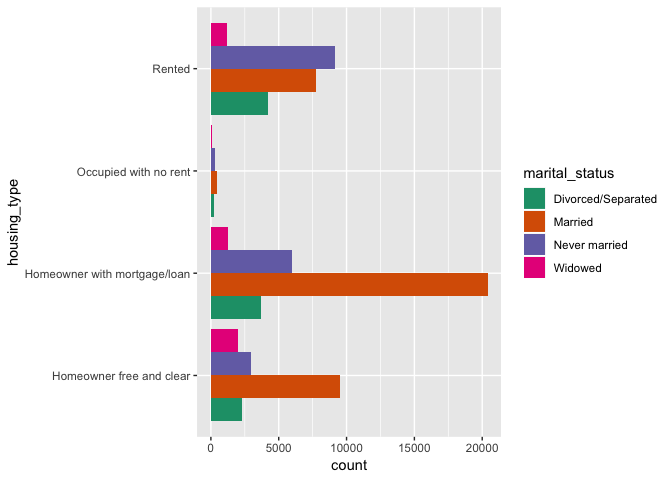 housing_type
Rented
Occupied with no rent
Homeowner with mortgage/loan
Homeowner free and clear
0
5000
10000
15000
20000
count
marital_status
Divorced/Separated
Married
Never married
Widowed